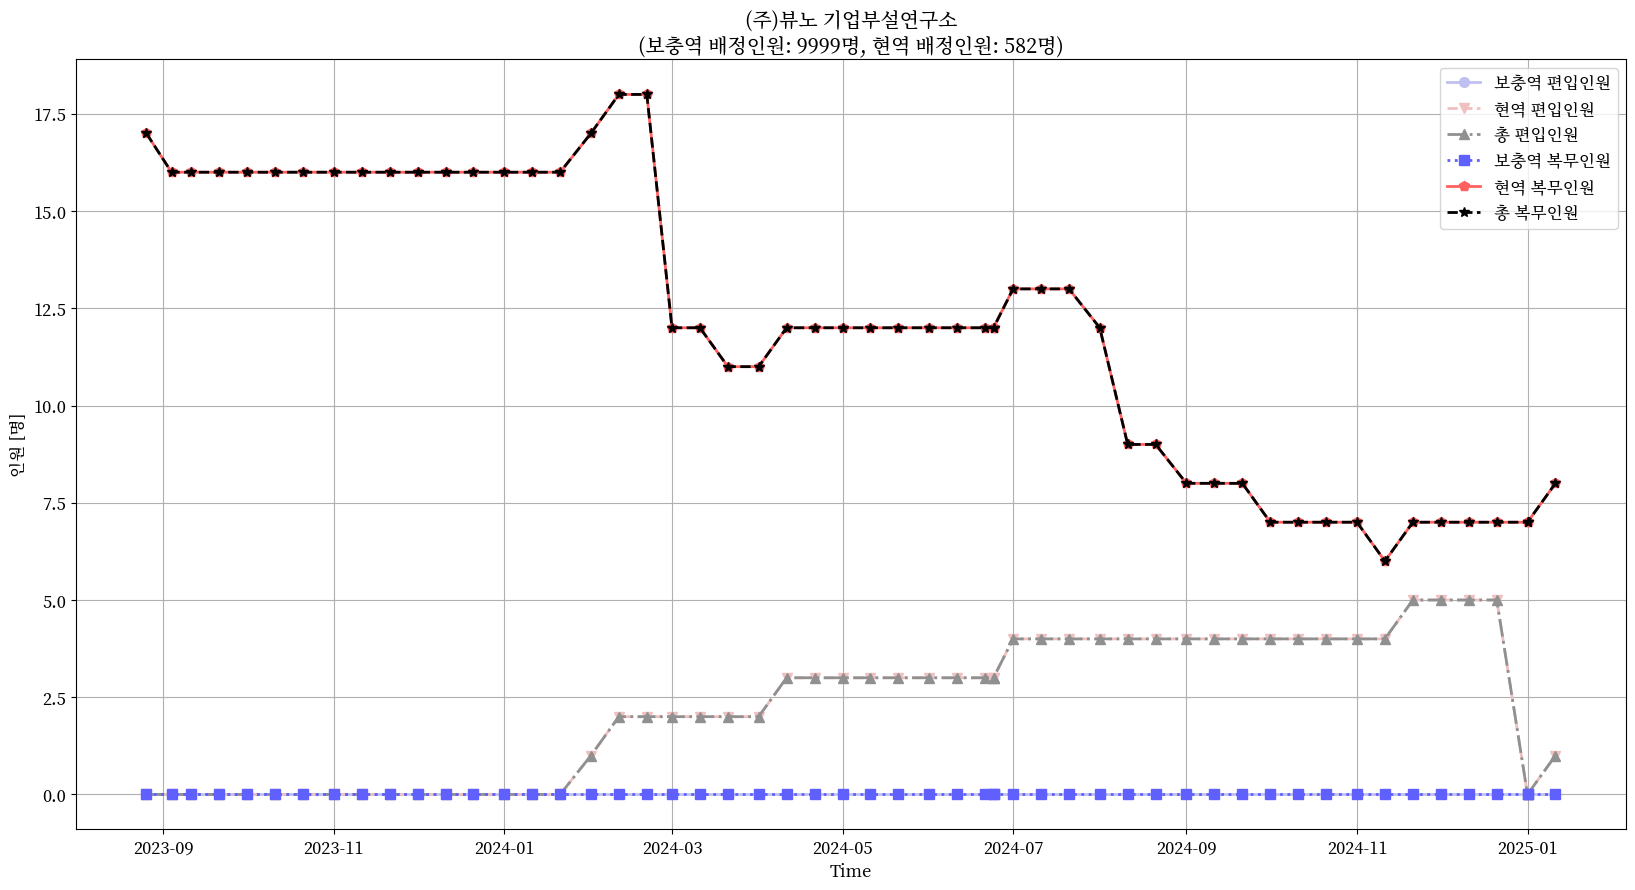 (주)뷰노 기업부설연구소
(보충역 배정인원: 9999명, 현역 배정인원: 582명)
보충역 편입인원
현역 편입인원
총 편입인원
보충역 복무인원
현역 복무인원
총 복무인원
인원 [명]
17.5
15.0
12.5
10.0
7.5
5.0
2.5
0.0
2023-09
2023-11
2024-01
2024-03
2024-05
2024-07
2024-09
2024-11
2025-01
Time